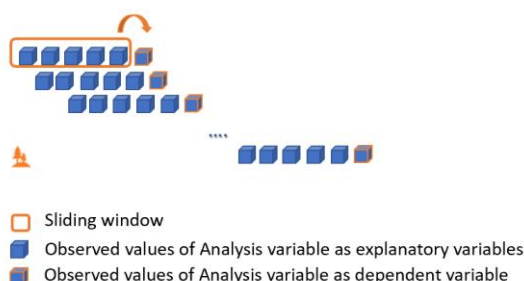 ....
Sliding window
Observed values of Analysis variable as explanatory variables
Observed values of Analysis variable as dependent variable